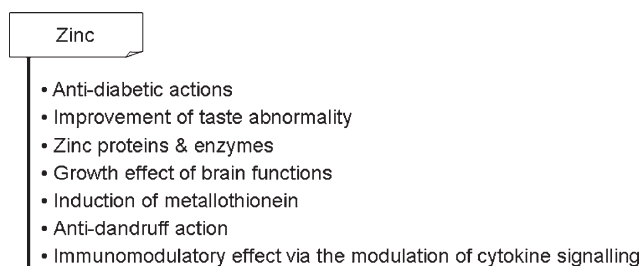 Zinc
• Anti-diabetic actions
• Improvement of taste abnormality
• Zinc proteins & enzymes
• Growth effect of brain functions
• Induction of metallothionein
• Anti-dandruff action
• Immunomodulatory effect via the modulation of cytokine signalling